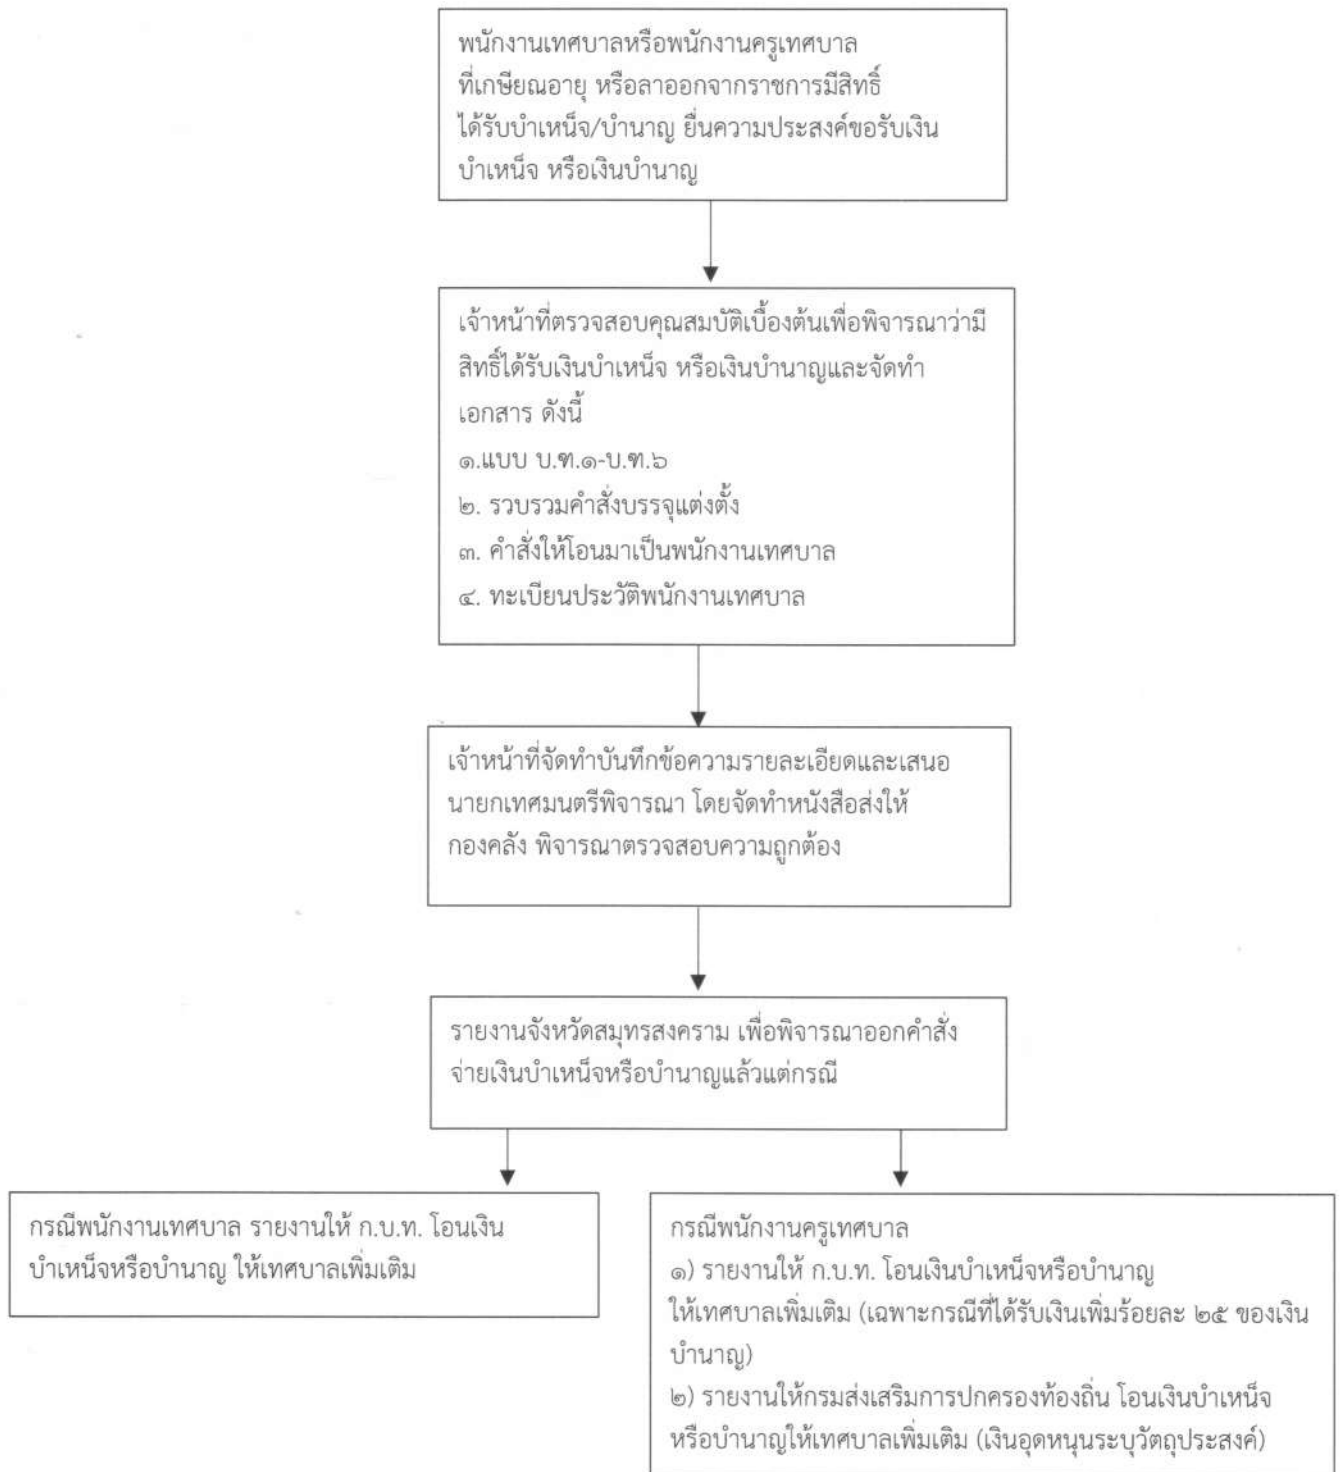 พนักงานเทศบาลหรือพนักงานครูเทศบาล
ที่เกษียณอายุ หรือลาออกจากราชการมีสิทธิ์
ได้รับบำเหน็จ/บำนาญ ยื่นความประสงค์ขอรับเงิน
บำเหน็จ หรือเงินบำนาญ
เจ้าหน้าที่ตรวจสอบคุณสมบัติเบื้องต้นเพื่อพิจารณาว่ามี
สิทธิ์ได้รับเงินบำเหน็จ หรือเงินบำนาญและจัดทำ
เอกสาร ดังนี้
๑.แบบ บ.ท.๑-บ.ท.๖
๒. รวบรวมคำสั่งบรรจุแต่งตั้ง
๓. คำสั่งให้โอนมาเป็นพนักงานเทศบาล
๔. ทะเบียนประวัติพนักงานเทศบาล
เจ้าหน้าที่จัดทำบันทึกข้อความรายละเอียดและเสนอ
นายกเทศมนตรีพิจารณา โดยจัดทำหนังสือส่งให้
กองคลัง พิจารณาตรวจสอบความถูกต้อง
รายงานจังหวัดสมุทรสงคราม เพื่อพิจารณาออกคำสั่ง
จ่ายเงินบำเหน็จหรือบำนาญแล้วแต่กรณี
กรณีพนักงานเทศบาล รายงานให้ ก.บ.ท. โอนเงิน
บำเหน็จหรือบำนาญ ให้เทศบาลเพิ่มเติม
กรณีพนักงานครูเทศบาล
๑) รายงานให้ ก.บ.ท. โอนเงินบำเหน็จหรือบำนาญ
ให้เทศบาลเพิ่มเติม (เฉพาะกรณีที่ได้รับเงินเพิ่มร้อยละ ๒๕ ของเงิน
บำนาญ)
๒) รายงานให้กรมส่งเสริมการปกครองท้องถิ่น โอนเงินบำเหน็จ
หรือบำนาญให้เทศบาลเพิ่มเติม (เงินอุดหนุนระบุวัตถุประสงค์)